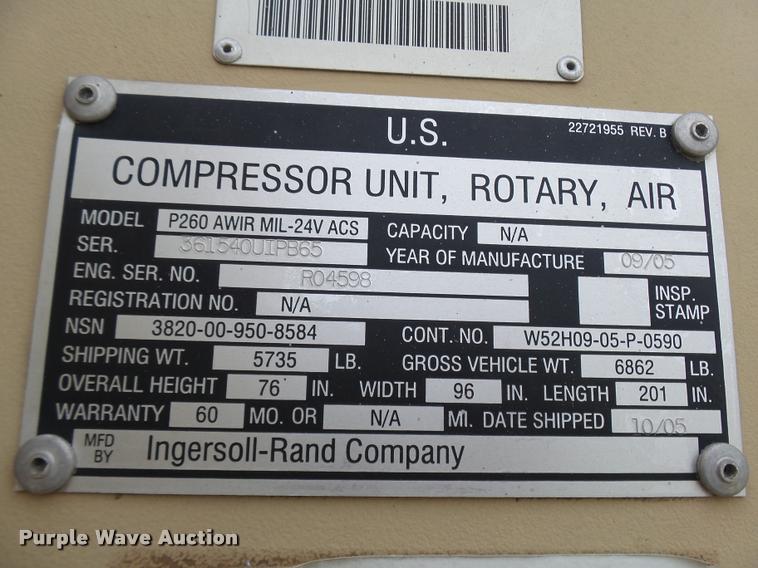 U.S. 22721955 REV. B
COMPRESSOR UNIT, ROTARY, AIR
MODEL P260 AWIR MIL-24V ACS CAPACITY N/A
SER. 361540UIPB65 YEAR OF MANUFACTURE 09/05
ENG. SER. NO. R04598 INSP. STAMP
REGISTRATION NO. N/A
NSN 3820-00-950-8584 CONT. NO. W52H09-05-P-0590
SHIPPING WT. 5735 LB. GROSS VEHICLE WT. 6862 LB.
OVERALL HEIGHT 76 IN. WIDTH 96 IN. LENGTH 201 IN.
WARRANTY 60 MO. OR N/A MI. DATE SHIPPED 10/05
MFD BY Ingersoll-Rand Company
Purple Wave Auction